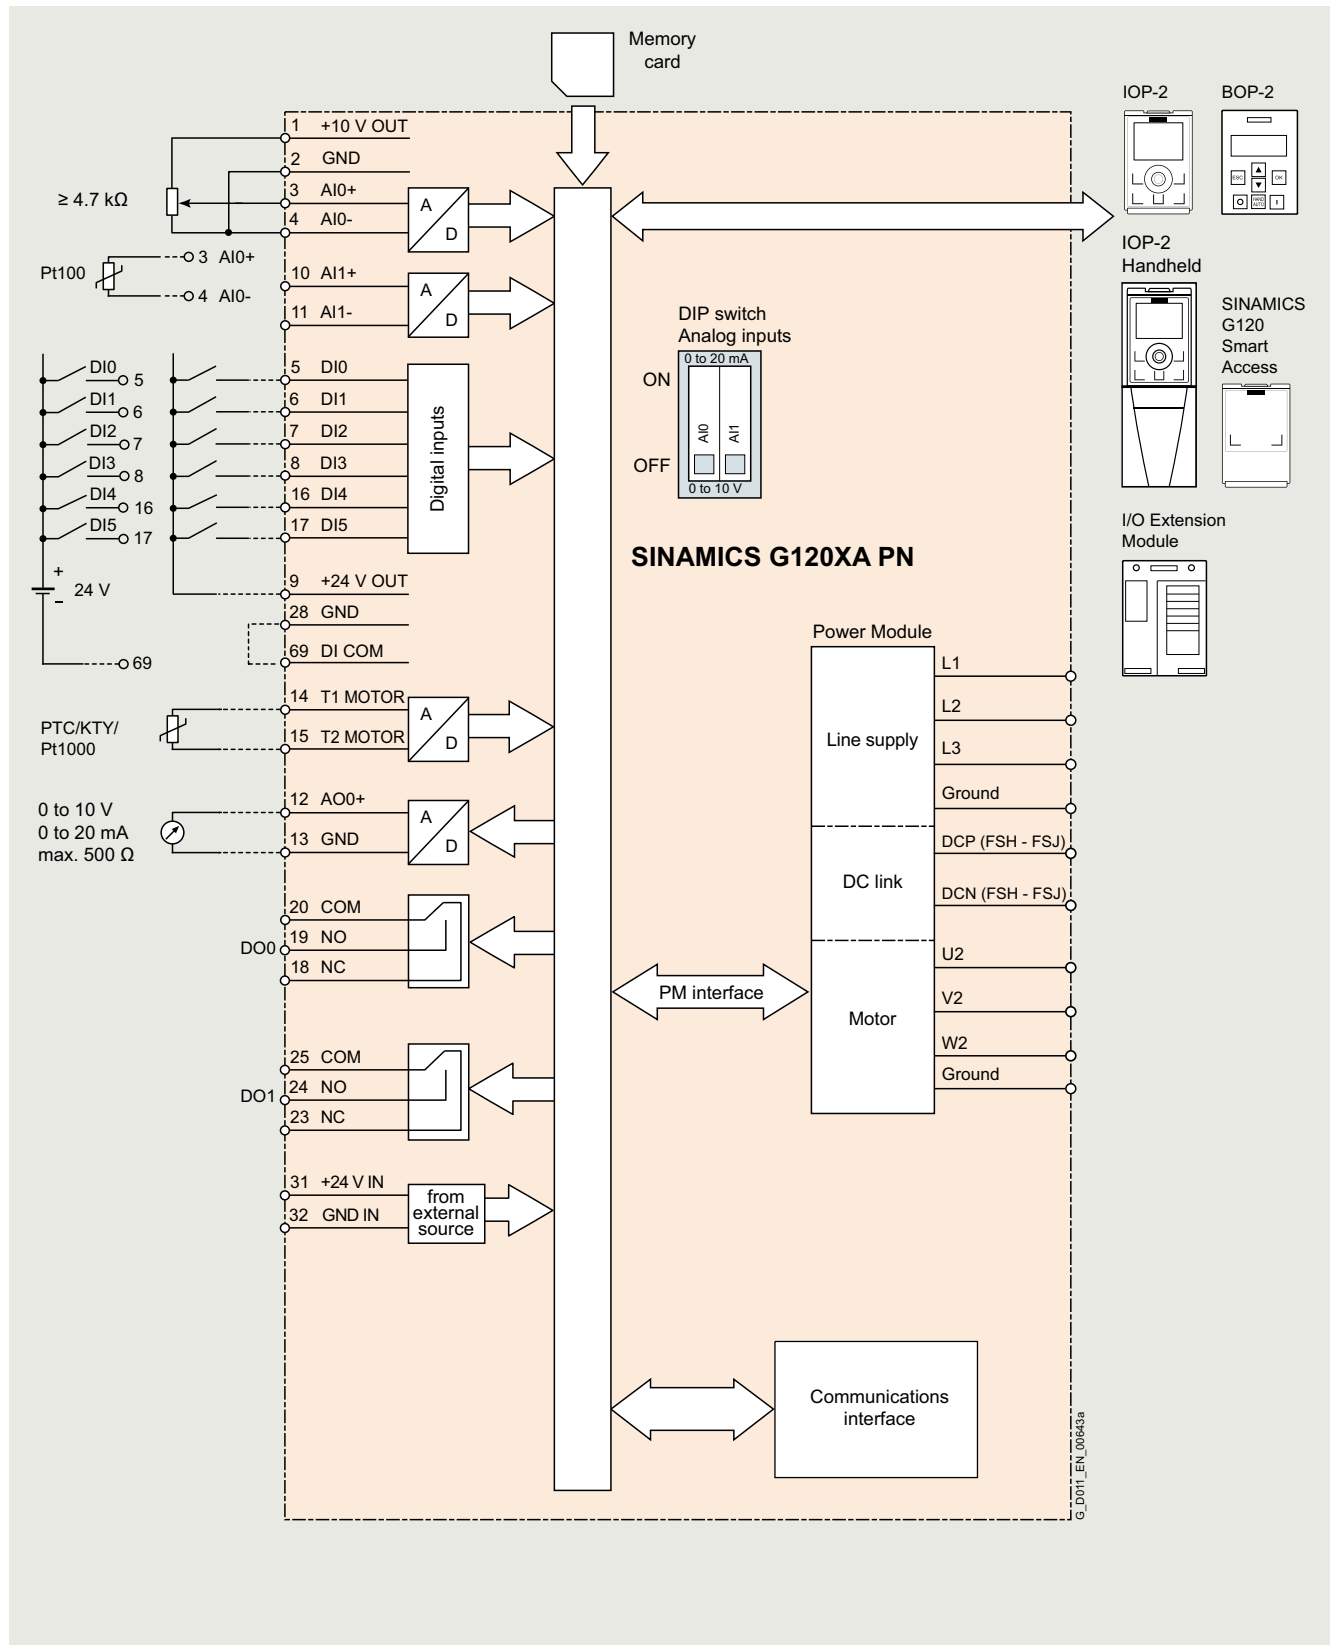 Memory
card
IOP-2
BOP-2
1 +10 V OUT
2 GND
3 AI0+
4 AI0-
≥ 4.7 kΩ
A
D
ESC
OK
HAND
AUTO
Pt100
3 AI0+
4 AI0-
10 AI1+
11 AI1-
A
D
IOP-2
Handheld
SINAMICS
G120
Smart
Access
DIP switch
Analog inputs
0 to 20 mA
ON
AI0
AI1
OFF
0 to 10 V
DI0 5
DI1 6
DI2 7
DI3 8
DI4 16
DI5 17
5 DI0
6 DI1
7 DI2
8 DI3
16 DI4
17 DI5
Digital inputs
I/O Extension
Module
SINAMICS G120XA PN
+
24 V
–
69
9 +24 V OUT
28 GND
69 DI COM
PTC/KTY/
Pt1000
14 T1 MOTOR
15 T2 MOTOR
A
D
0 to 10 V
0 to 20 mA
max. 500 Ω
12 AO0+
13 GND
A
D
DO0
20 COM
19 NO
18 NC
DO1
25 COM
24 NO
23 NC
31 +24 V IN
32 GND IN
from
external
source
Power Module
Line supply
L1
L2
L3
Ground
DC link
DCP (FSH - FSJ)
DCN (FSH - FSJ)
Motor
U2
V2
W2
Ground
PM interface
Communications
interface
G_D011_EN_00643a